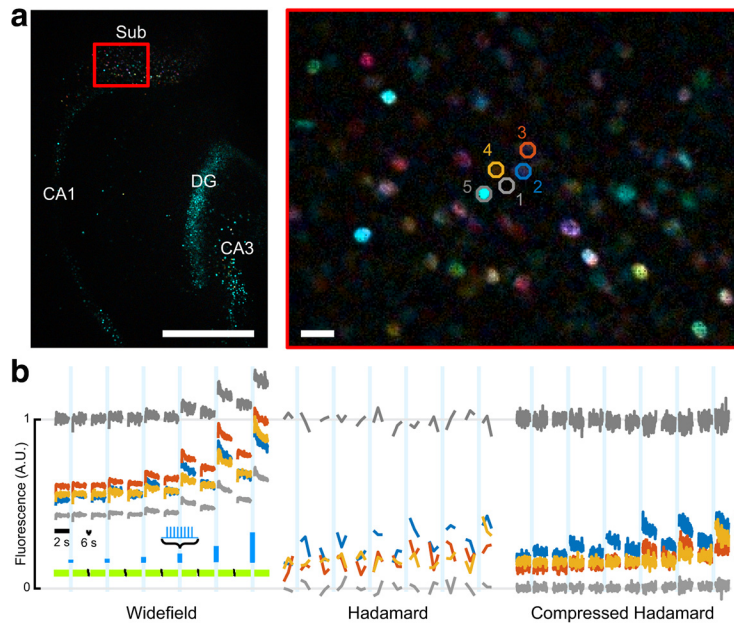 a
Sub
CA1
DG
CA3
3
4
5
2
1
b
Fluorescence (A.U.)
1
0
2 s
6 s
Widefield
Hadamard
Compressed Hadamard